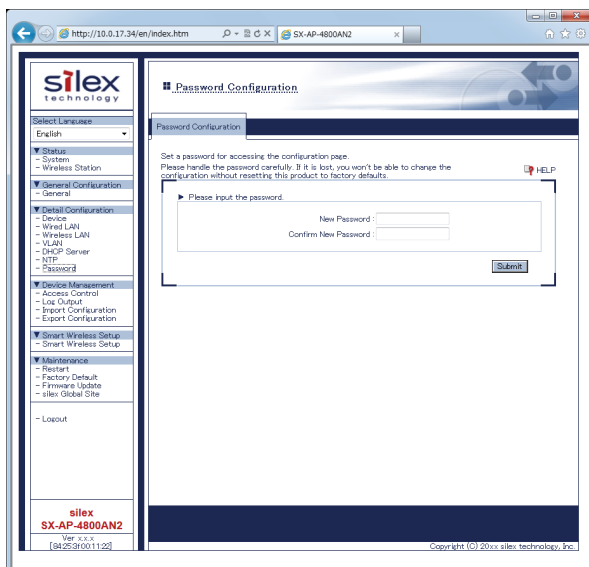 http://10.0.17.34/en/index.htm
SX-AP-4800AN2
silex
technology
Select Language
English
▼ Status
- System
- Wireless Station
▼ General Configuration
- General
▼ Detail Configuration
- Device
- Wired LAN
- Wireless LAN
- VLAN
- DHCP Server
- NTP
- Password
▼ Device Management
- Access Control
- Log Output
- Import Configuration
- Export Configuration
▼ Smart Wireless Setup
- Smart Wireless Setup
▼ Maintenance
- Restart
- Factory Default
- Firmware Update
- silex Global Site
- Logout
silex
SX-AP-4800AN2
Ver x.x.x
[84:25:3f:00:11:22]
Password Configuration
Password Configuration
Set a password for accessing the configuration page.
Please handle the password carefully. If it is lost, you won't be able to change the
configuration without resetting this product to factory defaults.
HELP
▶ Please input the password.
New Password :
Confirm New Password :
Submit
Copyright (C) 20xx silex technology, Inc.